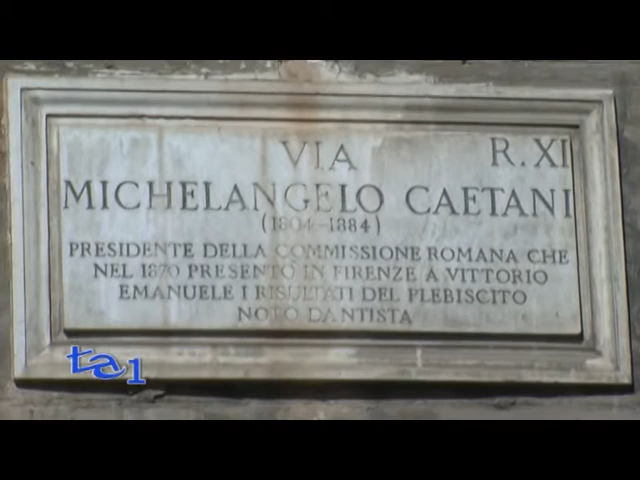 VIA R. XI
MICHELANGELO CAETANI
(1804-1884)
PRESIDENTE DELLA COMMISSIONE ROMANA CHE
NEL 1870 PRESENTO IN FIRENZE A VITTORIO
EMANUELE I RISULTATI DEL PLEBISCITO
NOTO DANTISTA
ta1